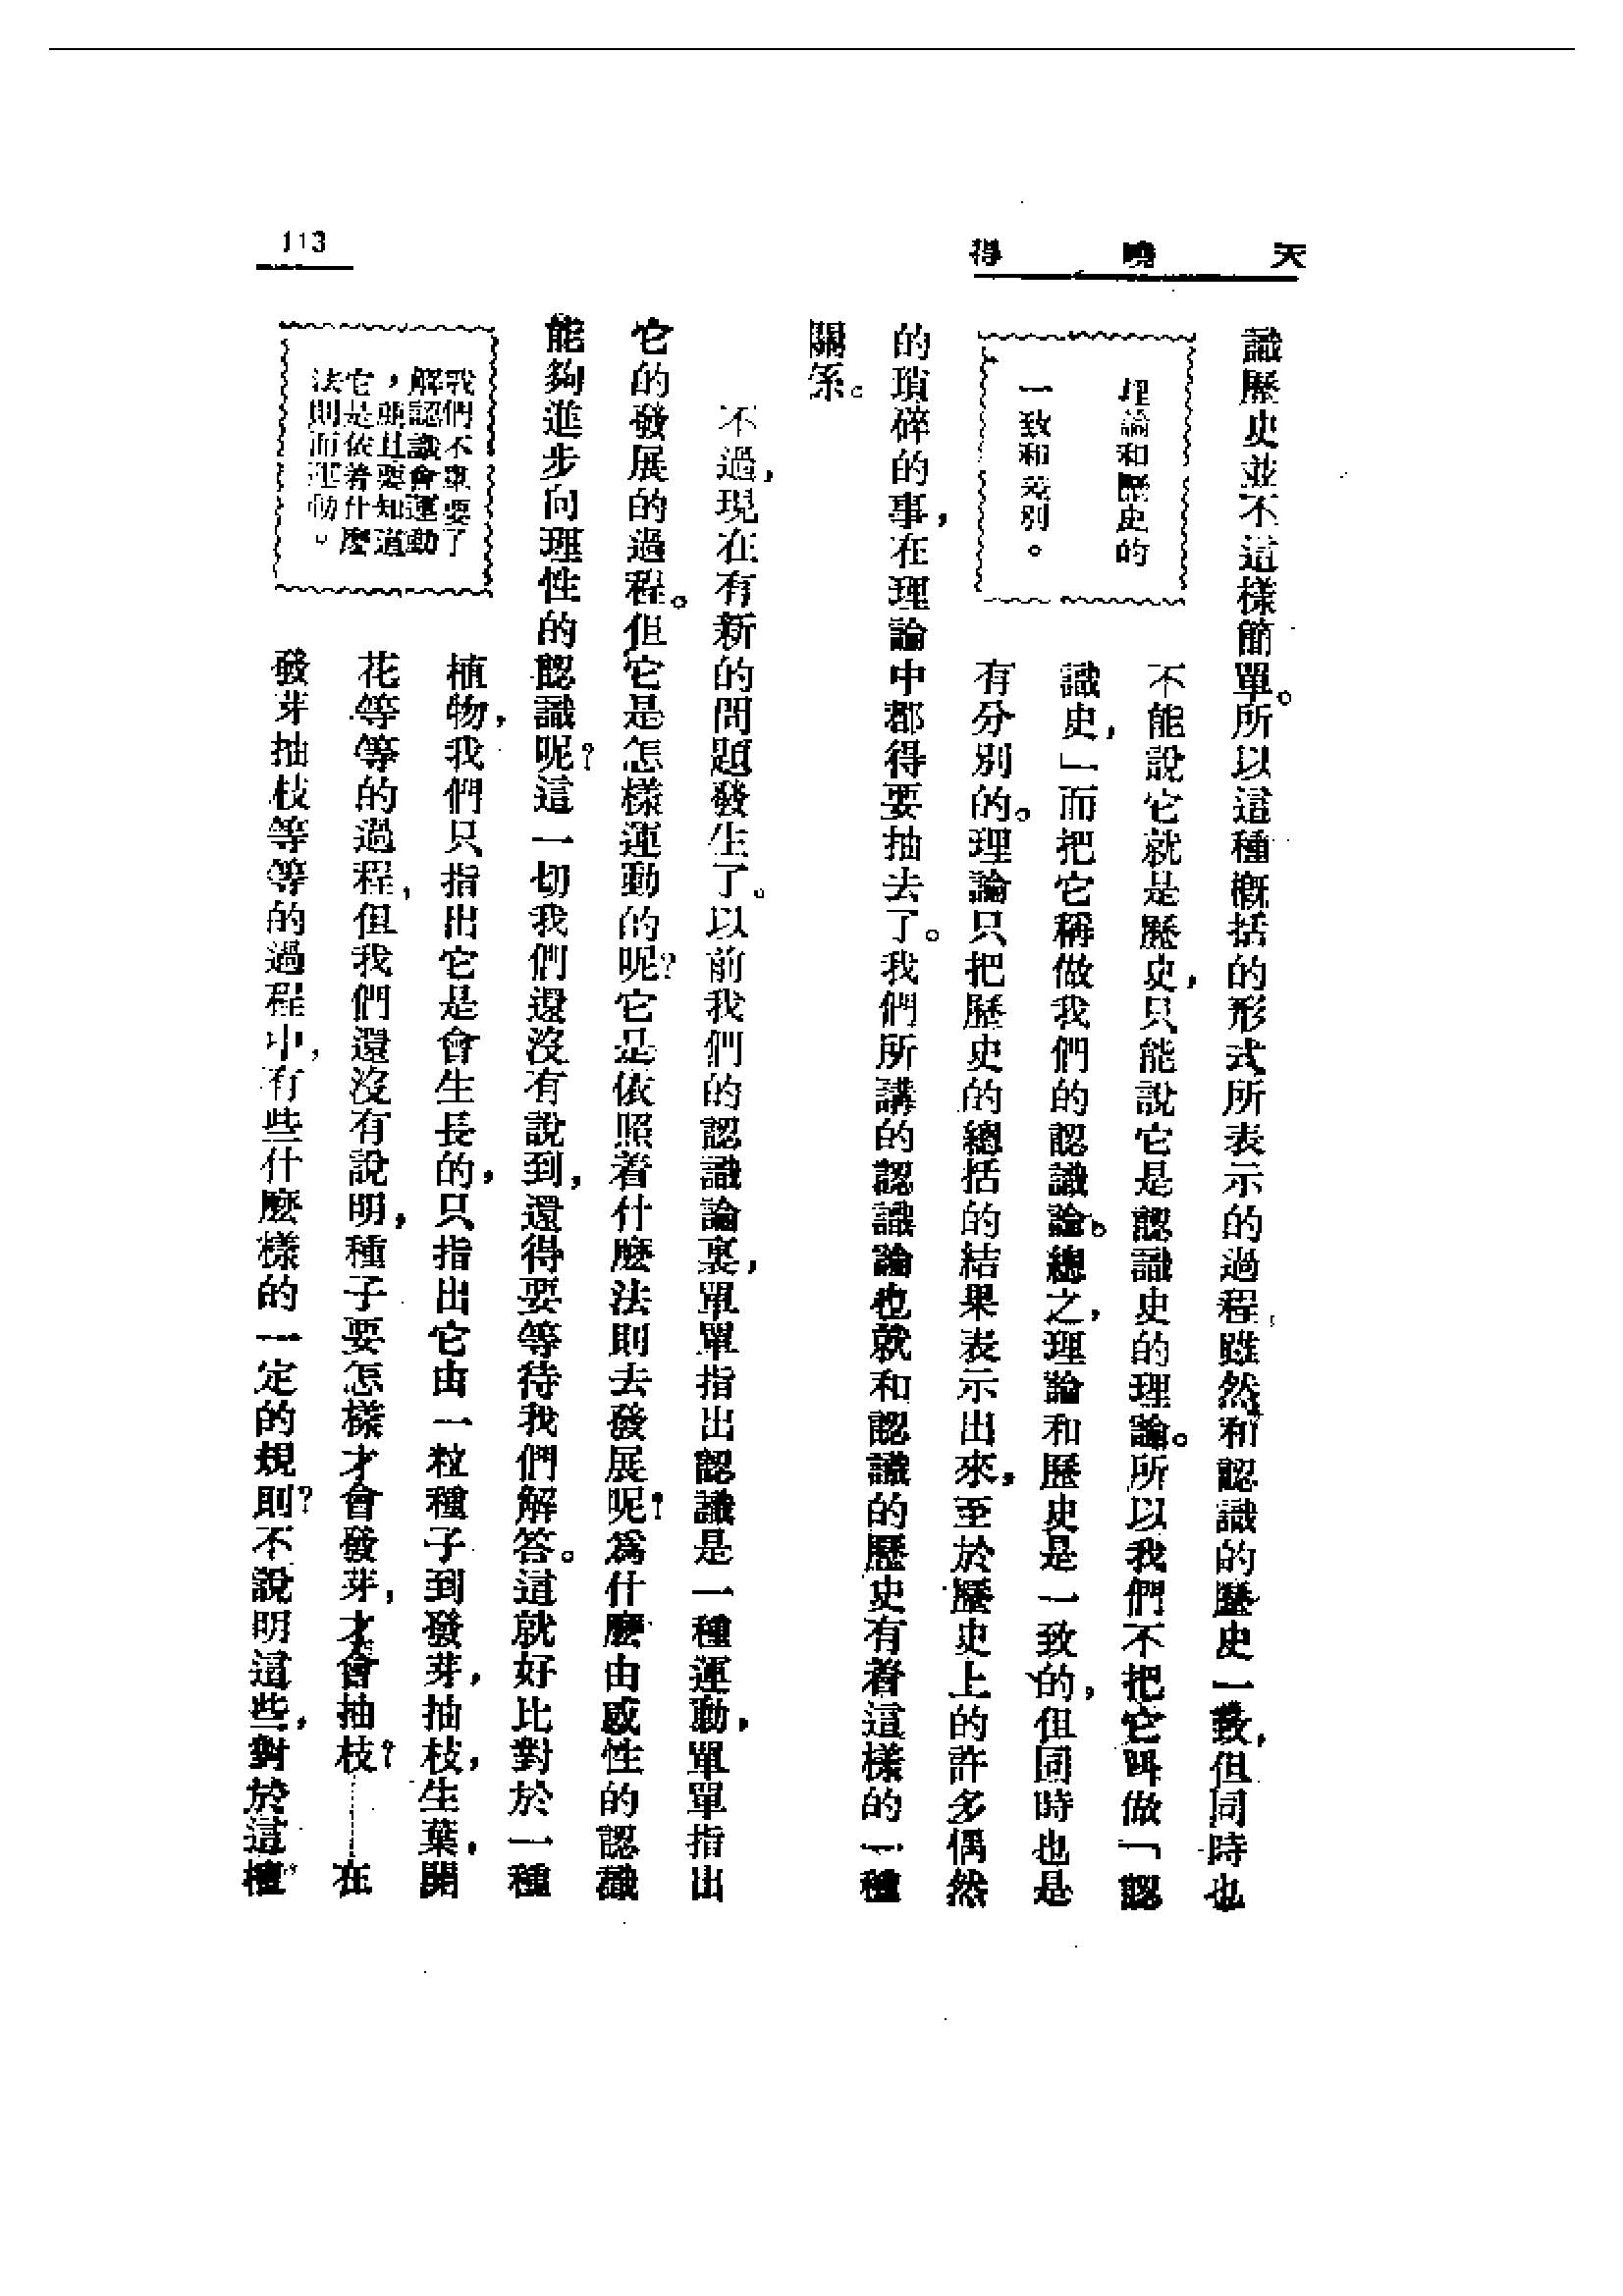 天曉得
113
識歷史並不這樣簡單。所以這種概括的形式所表示的過程雖然和認識的歷史一致，但同時也
理論和歷史的
一致和差別。
不能說它就是歷史，只能說它是認識史的理論。所以我們不把它叫做「認
識史，」而把它稱做我們的認識論。總之，理論和歷史是一致的，但同時也是
有分別的。理論只把歷史的總括的結果表示出來，至於歷史上的許多偶然
的瑣碎的事，在理論中都得要抽去了。我們所講的認識論也就和認識的歷史有着這樣的一種
關係。
不過，現在有新的問題發生了。以前我們的認識論裏，單單指出認識是一種運動，單單指出
它的發展的過程。但它是怎樣運動的呢？它是依照着什麼法則去發展呢？爲什麼由感性的認識
能夠進步向理性的認識呢？這一切我們還沒有說到，還得要等待我們解答。這就好比對於一種
我們不單要了
解認識會運動
，並且要知道
它是依着什麼
法則而運動。
植物，我們只指出它是會生長的，只指出它由一粒種子到發芽，抽枝，生葉，開
花等等的過程，但我們還沒有說明，種子要怎樣才會發芽，才會抽枝？……在
發芽抽枝等等的過程中，有些什麼樣的一定的規則？不說明這些，對於這種